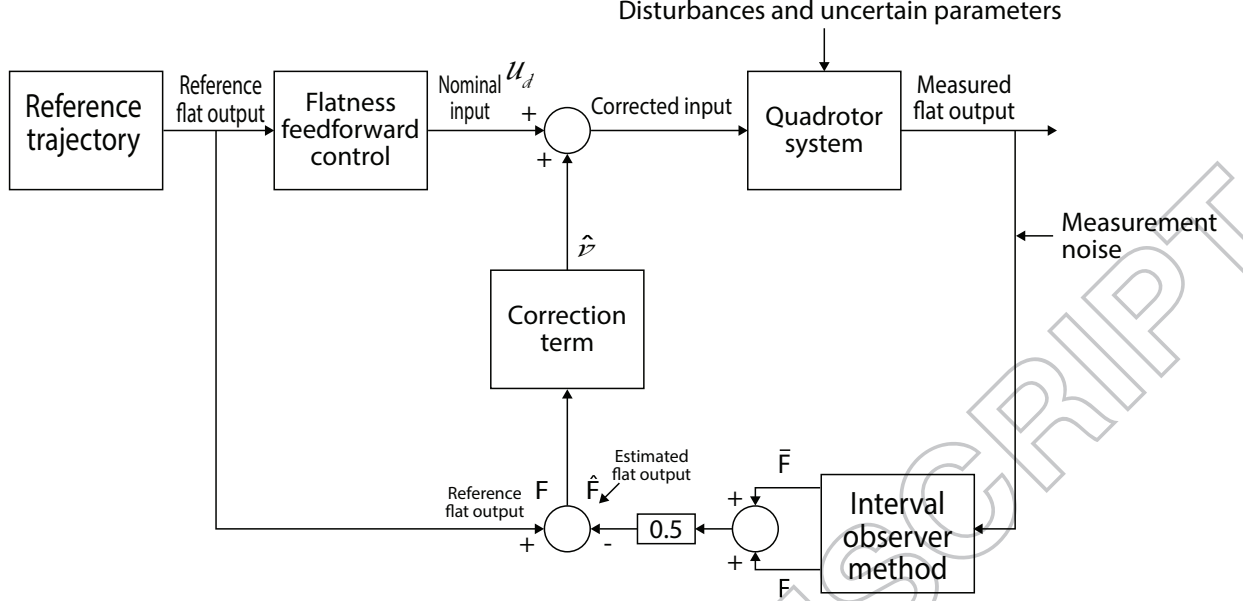 Disturbances and uncertain parameters
Reference
trajectory
Reference
flat output
Flatness
feedforward
control
Nominal
input
u_d
+
+
Corrected input
Quadrotor
system
Measured
flat output
Measurement
noise
v̂
Correction
term
Reference
flat output
F
F̂
Estimated
flat output
+
-
0.5
+
+
F̄
F
Interval
observer
method
SCRIPT